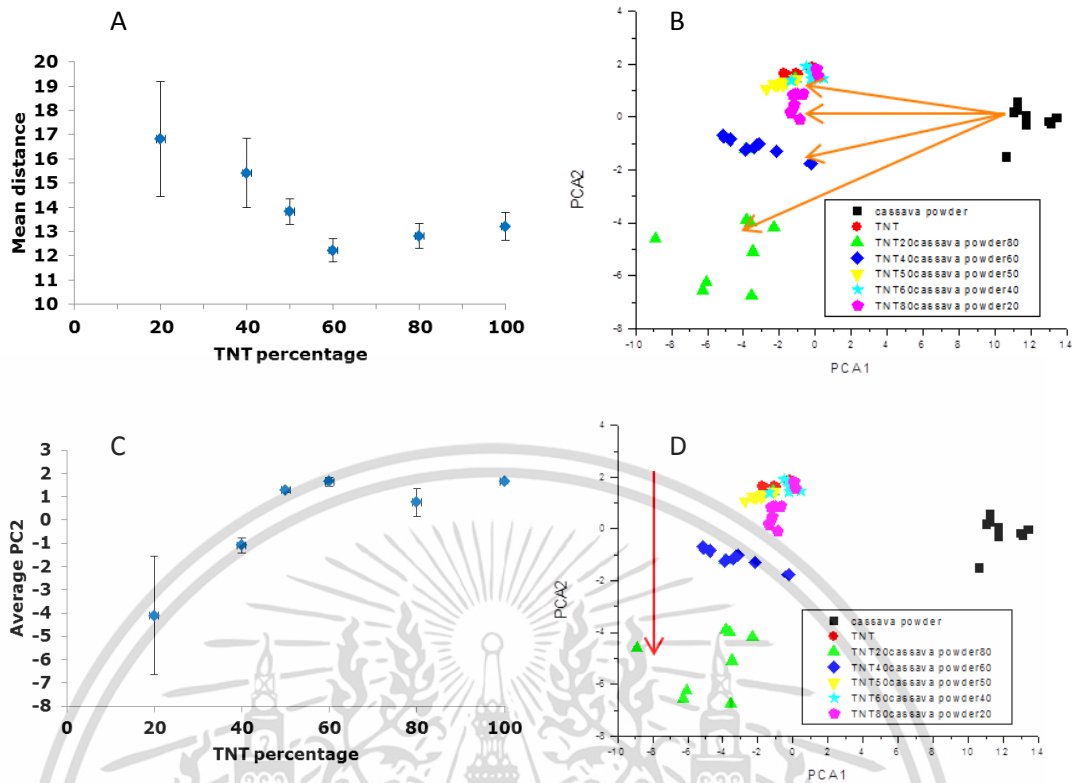 A
20
19
18
17
16
15
14
13
12
11
10
0 20 40 60 80 100
Mean distance
TNT percentage
B
4
2
0
-2
-4
-6
-8
-10 -8 -6 -4 -2 0 2 4 6 8 10 12 14
PCA2
PCA1
cassava powder
TNT
TNT20cassava powder80
TNT40cassava powder60
TNT50cassava powder50
TNT60cassava powder40
TNT80cassava powder20
C
3
2
1
0
-1
-2
-3
-4
-5
-6
-7
-8
0 20 40 60 80 100
Average PC2
TNT percentage
D
4
2
0
-2
-4
-6
-8
-10 -8 -6 -4 -2 0 2 4 6 8 10 12 14
PCA2
PCA1
cassava powder
TNT
TNT20cassava powder80
TNT40cassava powder60
TNT50cassava powder50
TNT60cassava powder40
TNT80cassava powder20